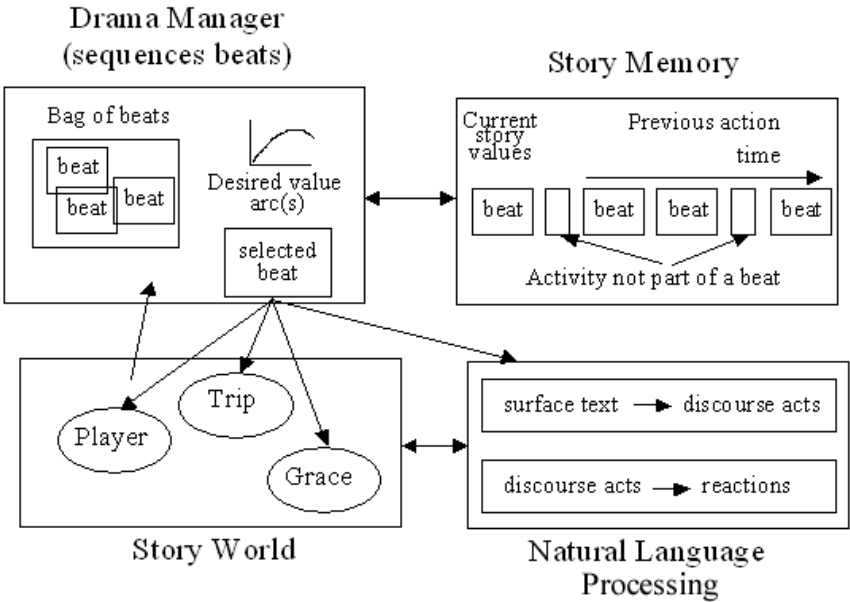 Drama Manager
(sequences beats)
Bag of beats
beat
beat
beat
Desired value
arc(s)
selected
beat
Story Memory
Current
story
values
Previous action
time
beat
beat
beat
beat
Activity not part of a beat
Player
Trip
Grace
Story World
surface text
discourse acts
discourse acts
reactions
Natural Language
Processing